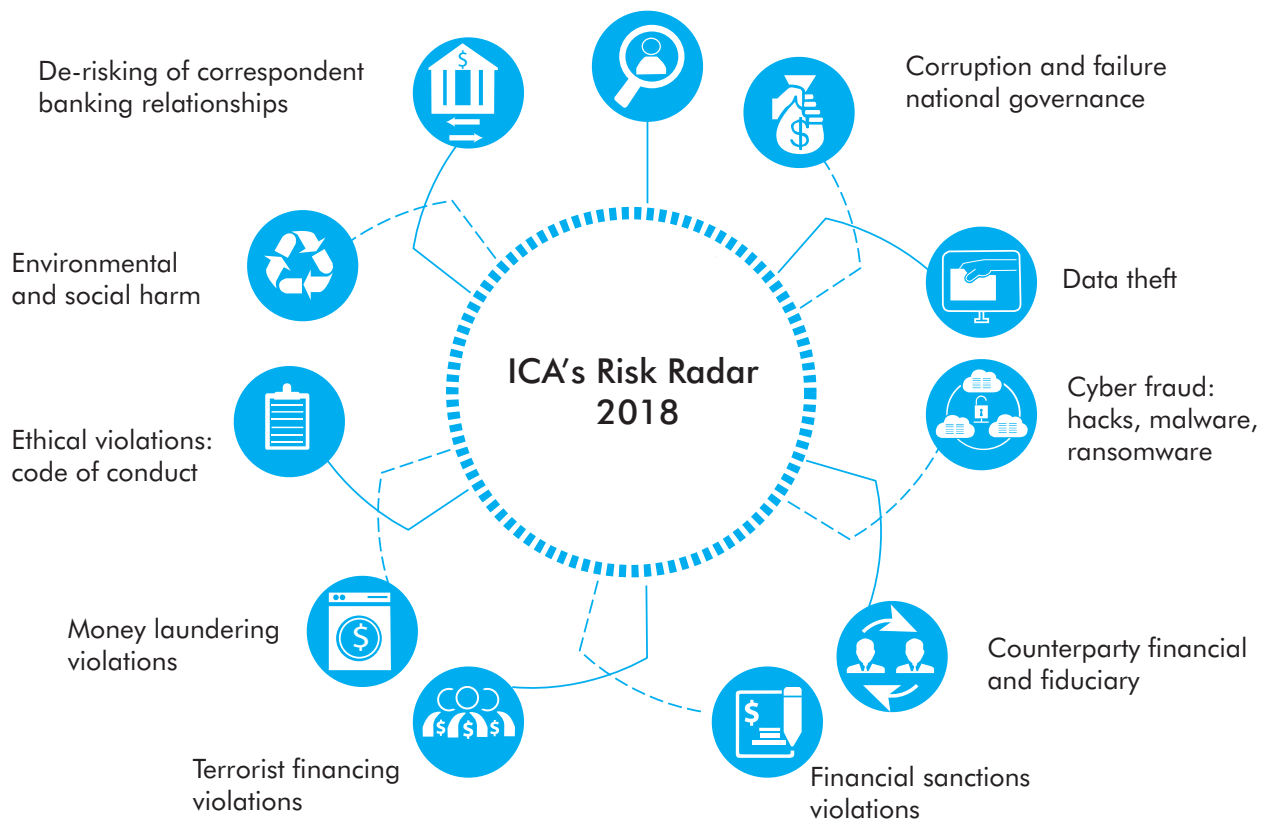 De-risking of correspondent
banking relationships
$
Corruption and failure
national governance
$
Environmental
and social harm
Data theft
ICA's Risk Radar
2018
Cyber fraud:
hacks, malware,
ransomware
Ethical violations:
code of conduct
Money laundering
violations
$
Counterparty financial
and fiduciary
Terrorist financing
violations
$ $ $
$
Financial sanctions
violations